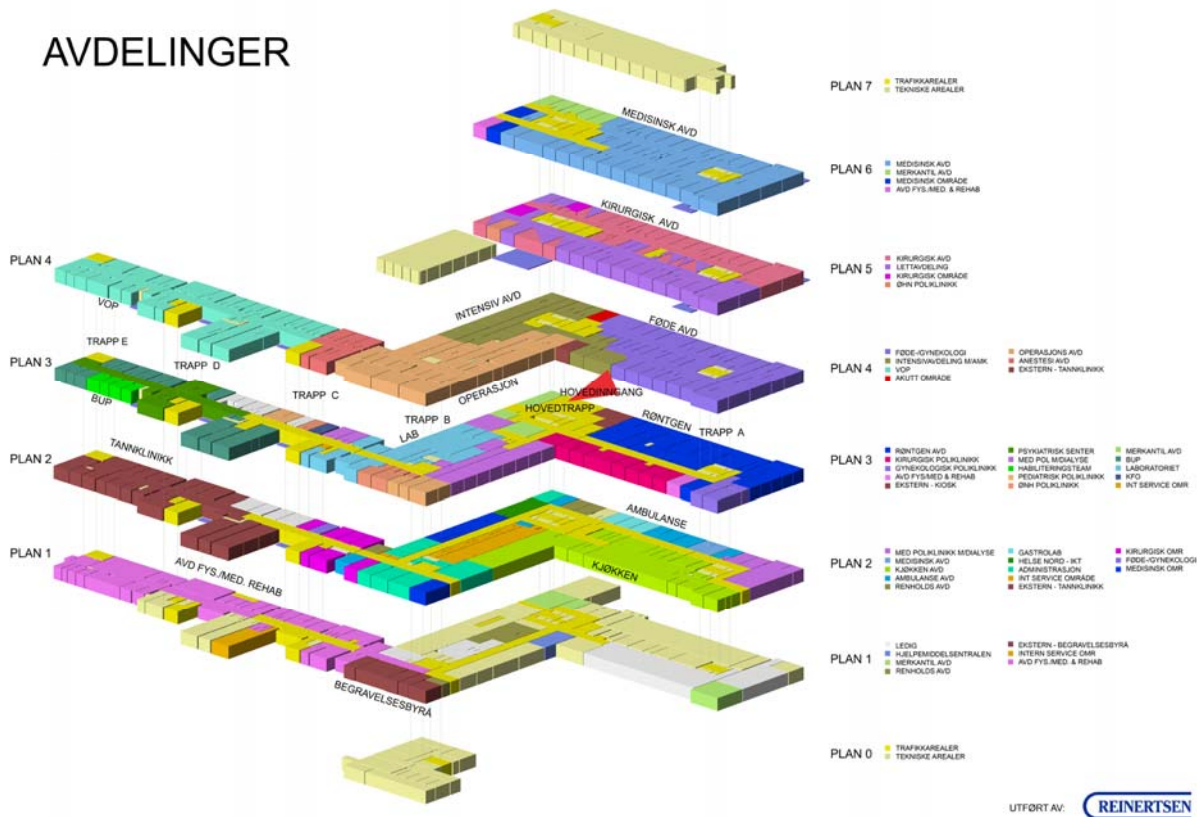 AVDELINGER
PLAN 7
TRAFIKKAREALER
TEKNISKE AREALER
MEDISINSK AVD
PLAN 6
MEDISINSK AVD
MERKANTIL AVD
MEDISINSK OMRÅDE
AVD FYS./MED. & REHAB
KIRURGISK AVD
PLAN 5
KIRURGISK AVD
LETTAVDELING
KIRURGISK OMRÅDE
ØHN POLIKLINIKK
PLAN 4
VOP
INTENSIV AVD
FØDE AVD
OPERASJON
PLAN 4
FØDE-/GYNEKOLOGI
INTENSIVAVDELING M/AMK.
VOP
AKUTT OMRÅDE
OPERASJONS AVD
ANESTESI AVD
EKSTERN - TANNKLINIKK
TRAPP E
TRAPP D
TRAPP C
TRAPP B
TRAPP A
PLAN 3
BUP
LAB
HOVEDINNGANG
HOVEDTRAPP
RØNTGEN
PLAN 3
RØNTGEN AVD
KIRURGISK POLIKLINIKK
GYNEKOLOGISK POLIKLINIKK
AVD FYS/MED & REHAB
EKSTERN - KIOSK
PSYKIATRISK SENTER
MED POL M/DIALYSE
HABILITERINGTEAM
PEDIATRISK POLIKLINIKK
ØNH POLIKLINIKK
MERKANTIL AVD
BUP
LABORATORIET
KFO
INT SERVICE OMR
PLAN 2
TANNKLINIKK
AMBULANSE
KJØKKEN
PLAN 2
MED POLIKLINIKK M/DIALYSE
MEDISINSK AVD
KJØKKEN AVD
AMBULANSE AVD
RENHOLDS AVD
GASTROLAB
HELSE NORD - IKT
ADMINISTRASJON
INT SERVICE OMRÅDE
EKSTERN - TANNKLINIKK
KIRURGISK OMR
FØDE-/GYNEKOLOGI
MEDISINSK OMR
PLAN 1
AVD FYS./MED. REHAB
BEGRAVELSESBYRÅ
PLAN 1
LEDIG
HJELPEMIDDELSENTRALEN
MERKANTIL AVD
RENHOLDS AVD
EKSTERN - BEGRAVELSESBYRÅ
INTERN SERVICE OMR
AVD FYS./MED. & REHAB
PLAN 0
TRAFIKKAREALER
TEKNISKE AREALER
UTFØRT AV:
REINERTSEN